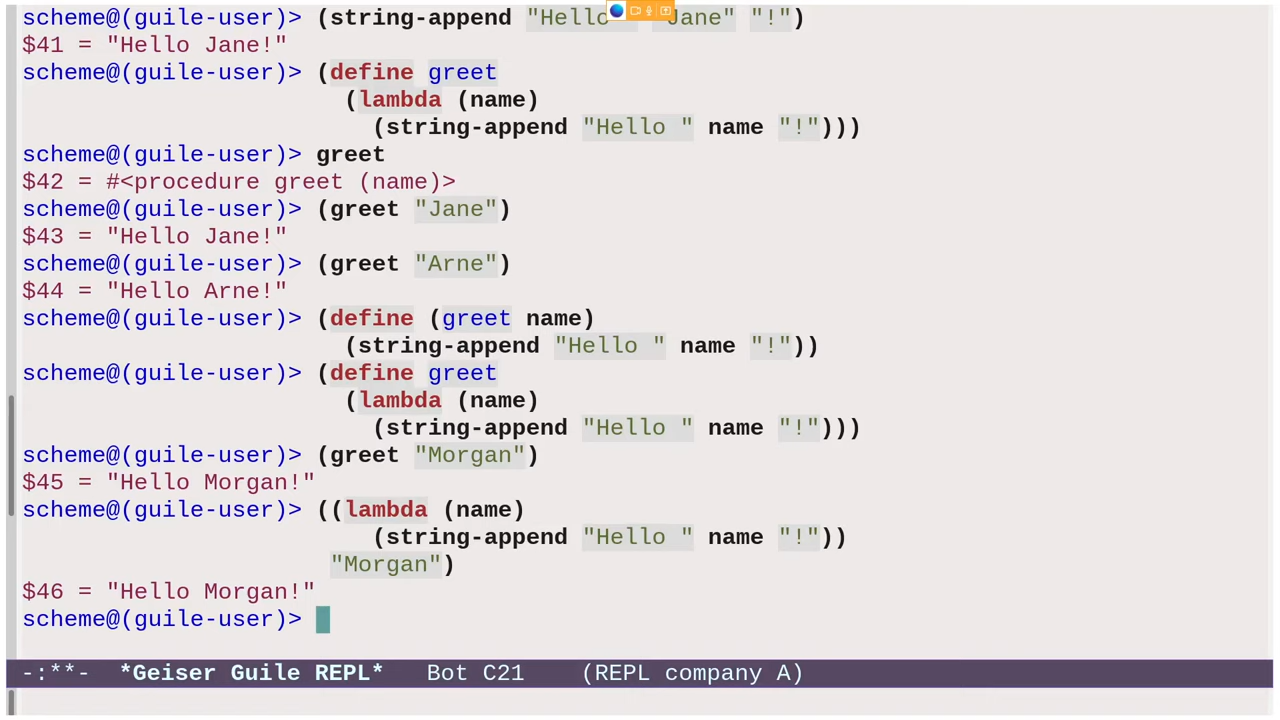 scheme@(guile-user)> (string-append "Hello "Jane" "!")
$41 = "Hello Jane!"
scheme@(guile-user)> (define greet
(lambda (name)
(string-append "Hello " name "!")))
scheme@(guile-user)> greet
$42 = #<procedure greet (name)>
scheme@(guile-user)> (greet "Jane")
$43 = "Hello Jane!"
scheme@(guile-user)> (greet "Arne")
$44 = "Hello Arne!"
scheme@(guile-user)> (define (greet name)
(string-append "Hello " name "!"))
scheme@(guile-user)> (define greet
(lambda (name)
(string-append "Hello " name "!")))
scheme@(guile-user)> (greet "Morgan")
$45 = "Hello Morgan!"
scheme@(guile-user)> ((lambda (name)
(string-append "Hello " name "!"))
"Morgan")
$46 = "Hello Morgan!"
scheme@(guile-user)>
-:**- *Geiser Guile REPL* Bot C21 (REPL company A)